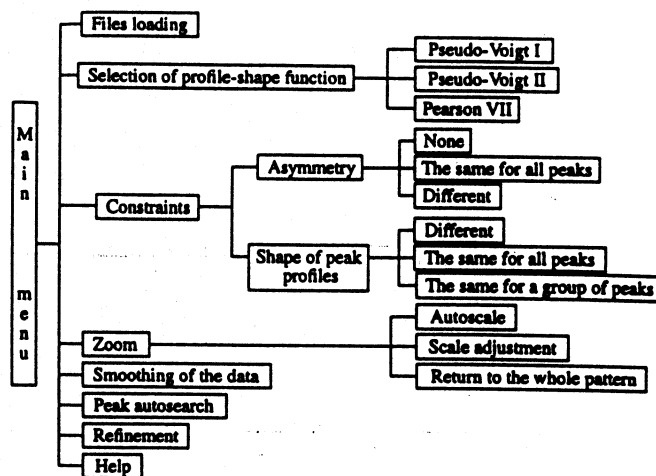 Main menu
Files loading
Selection of profile-shape function
Pseudo-Voigt I
Pseudo-Voigt II
Pearson VII
Constraints
Asymmetry
None
The same for all peaks
Different
Shape of peak
profiles
Different
The same for all peaks
The same for a group of peaks
Zoom
Autoscale
Scale adjustment
Return to the whole pattern
Smoothing of the data
Peak autosearch
Refinement
Help